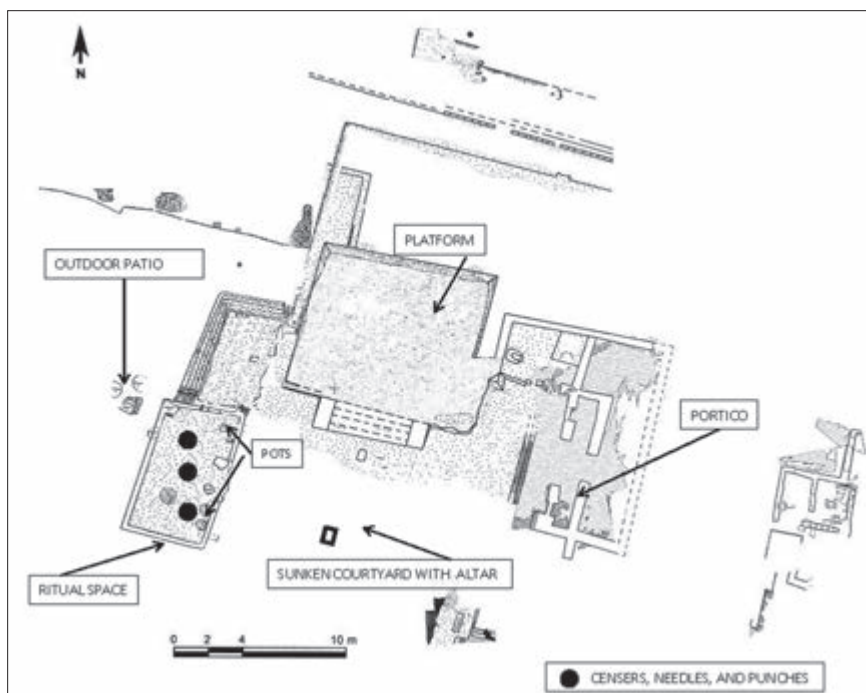 N
PLATFORM
OUTDOOR PATIO
PORTICO
POTS
SUNKEN COURTYARD WITH ALTAR
RITUAL SPACE
0 2 4 10 m
CENSERS, NEEDLES, AND PUNCHES